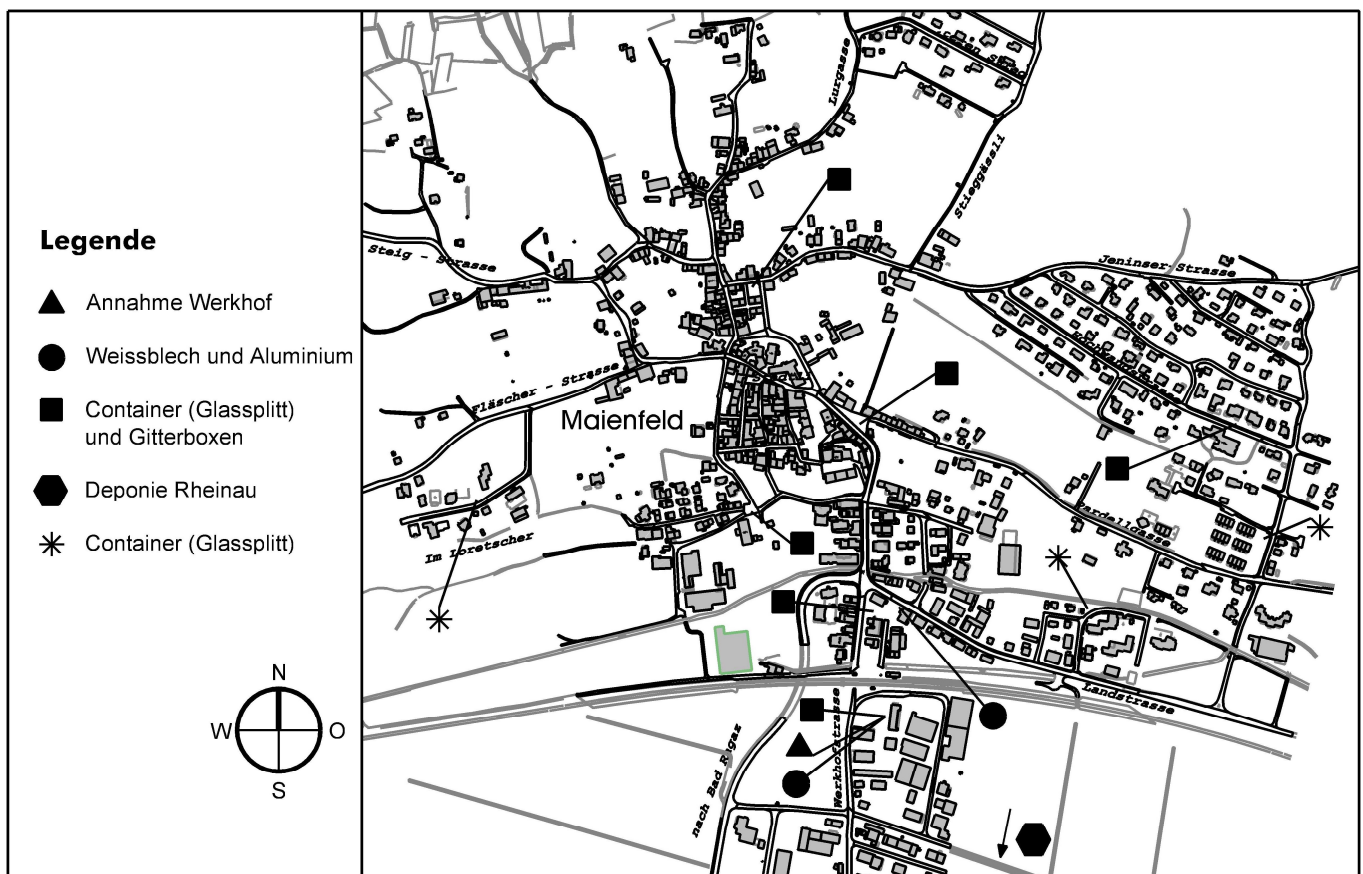 Legende
Annahme Werkhof
Weissblech und Aluminium
Container (Glassplitt)
und Gitterboxen
Deponie Rheinau
Container (Glassplitt)
N
W
O
S
Lurgasse
Stieggässli
Steig - Strasse
Jeninser-Strasse
Fläscher - Strasse
Maienfeld
Im Loretscher
Landstrasse
Werkhofstrasse
nach Bad Ragaz